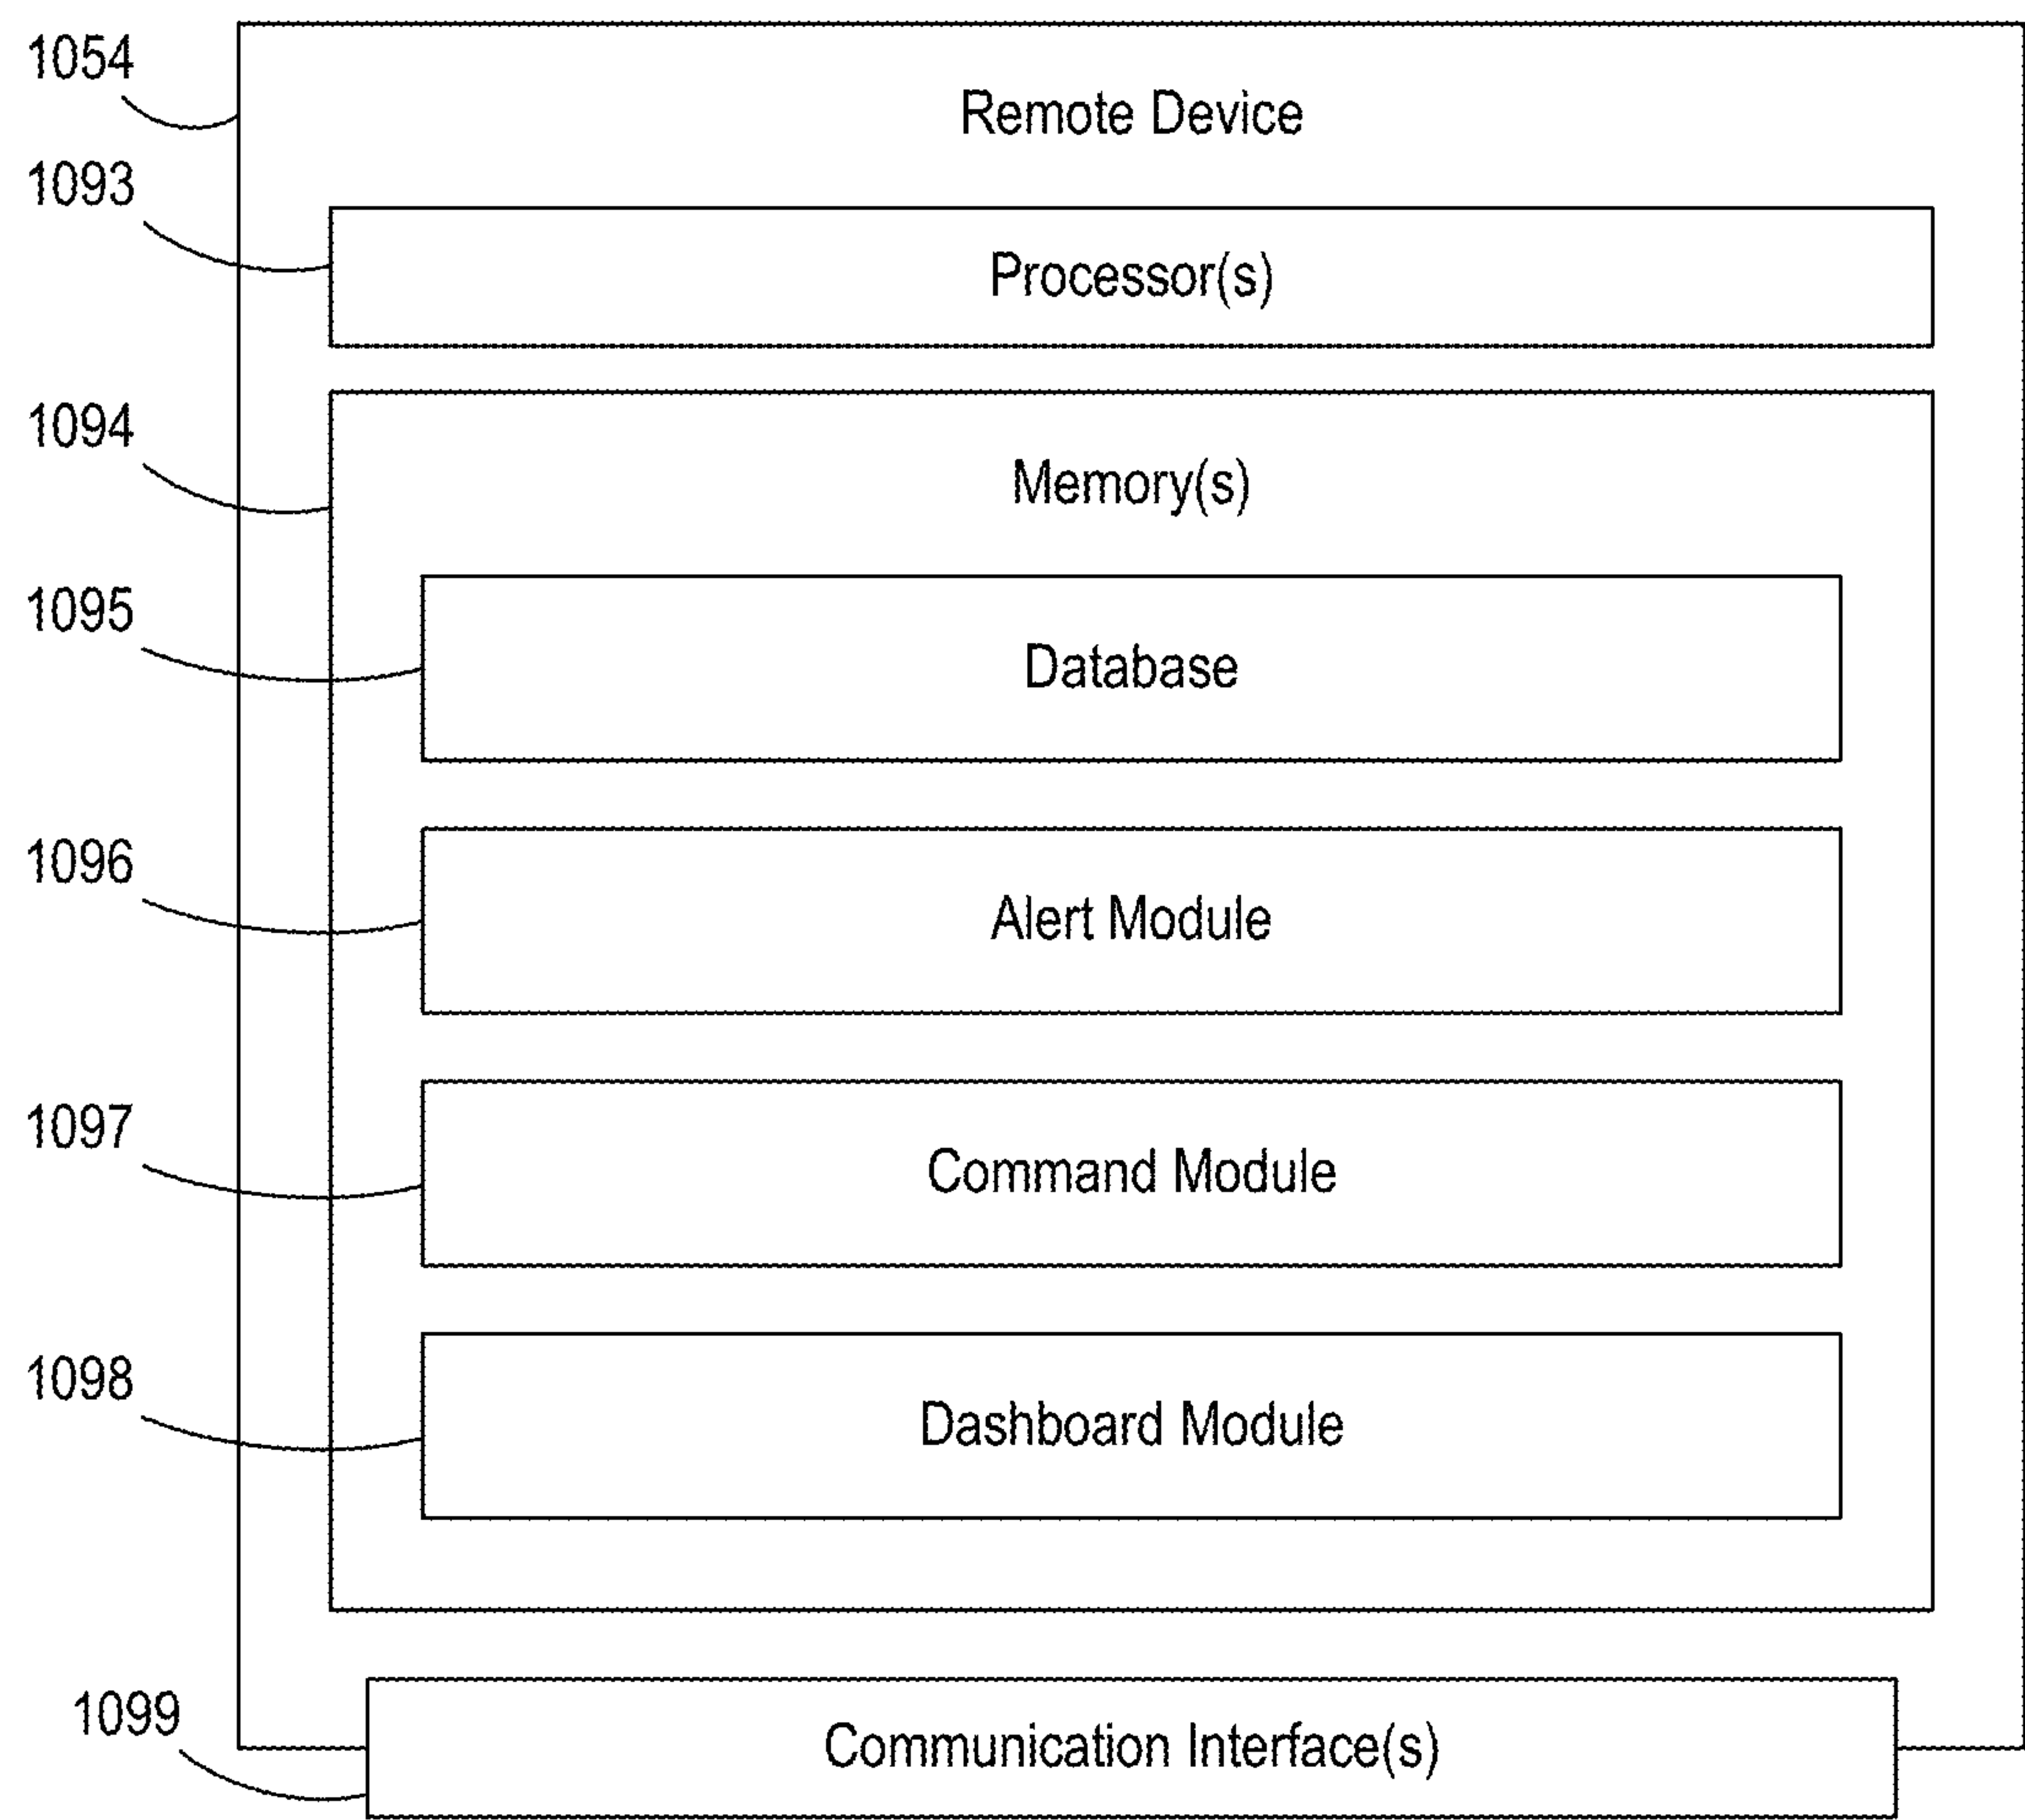 1054
Remote Device
1093
Processor(s)
1094
Memory(s)
1095
Database
1096
Alert Module
1097
Command Module
1098
Dashboard Module
1099
Communication Interface(s)